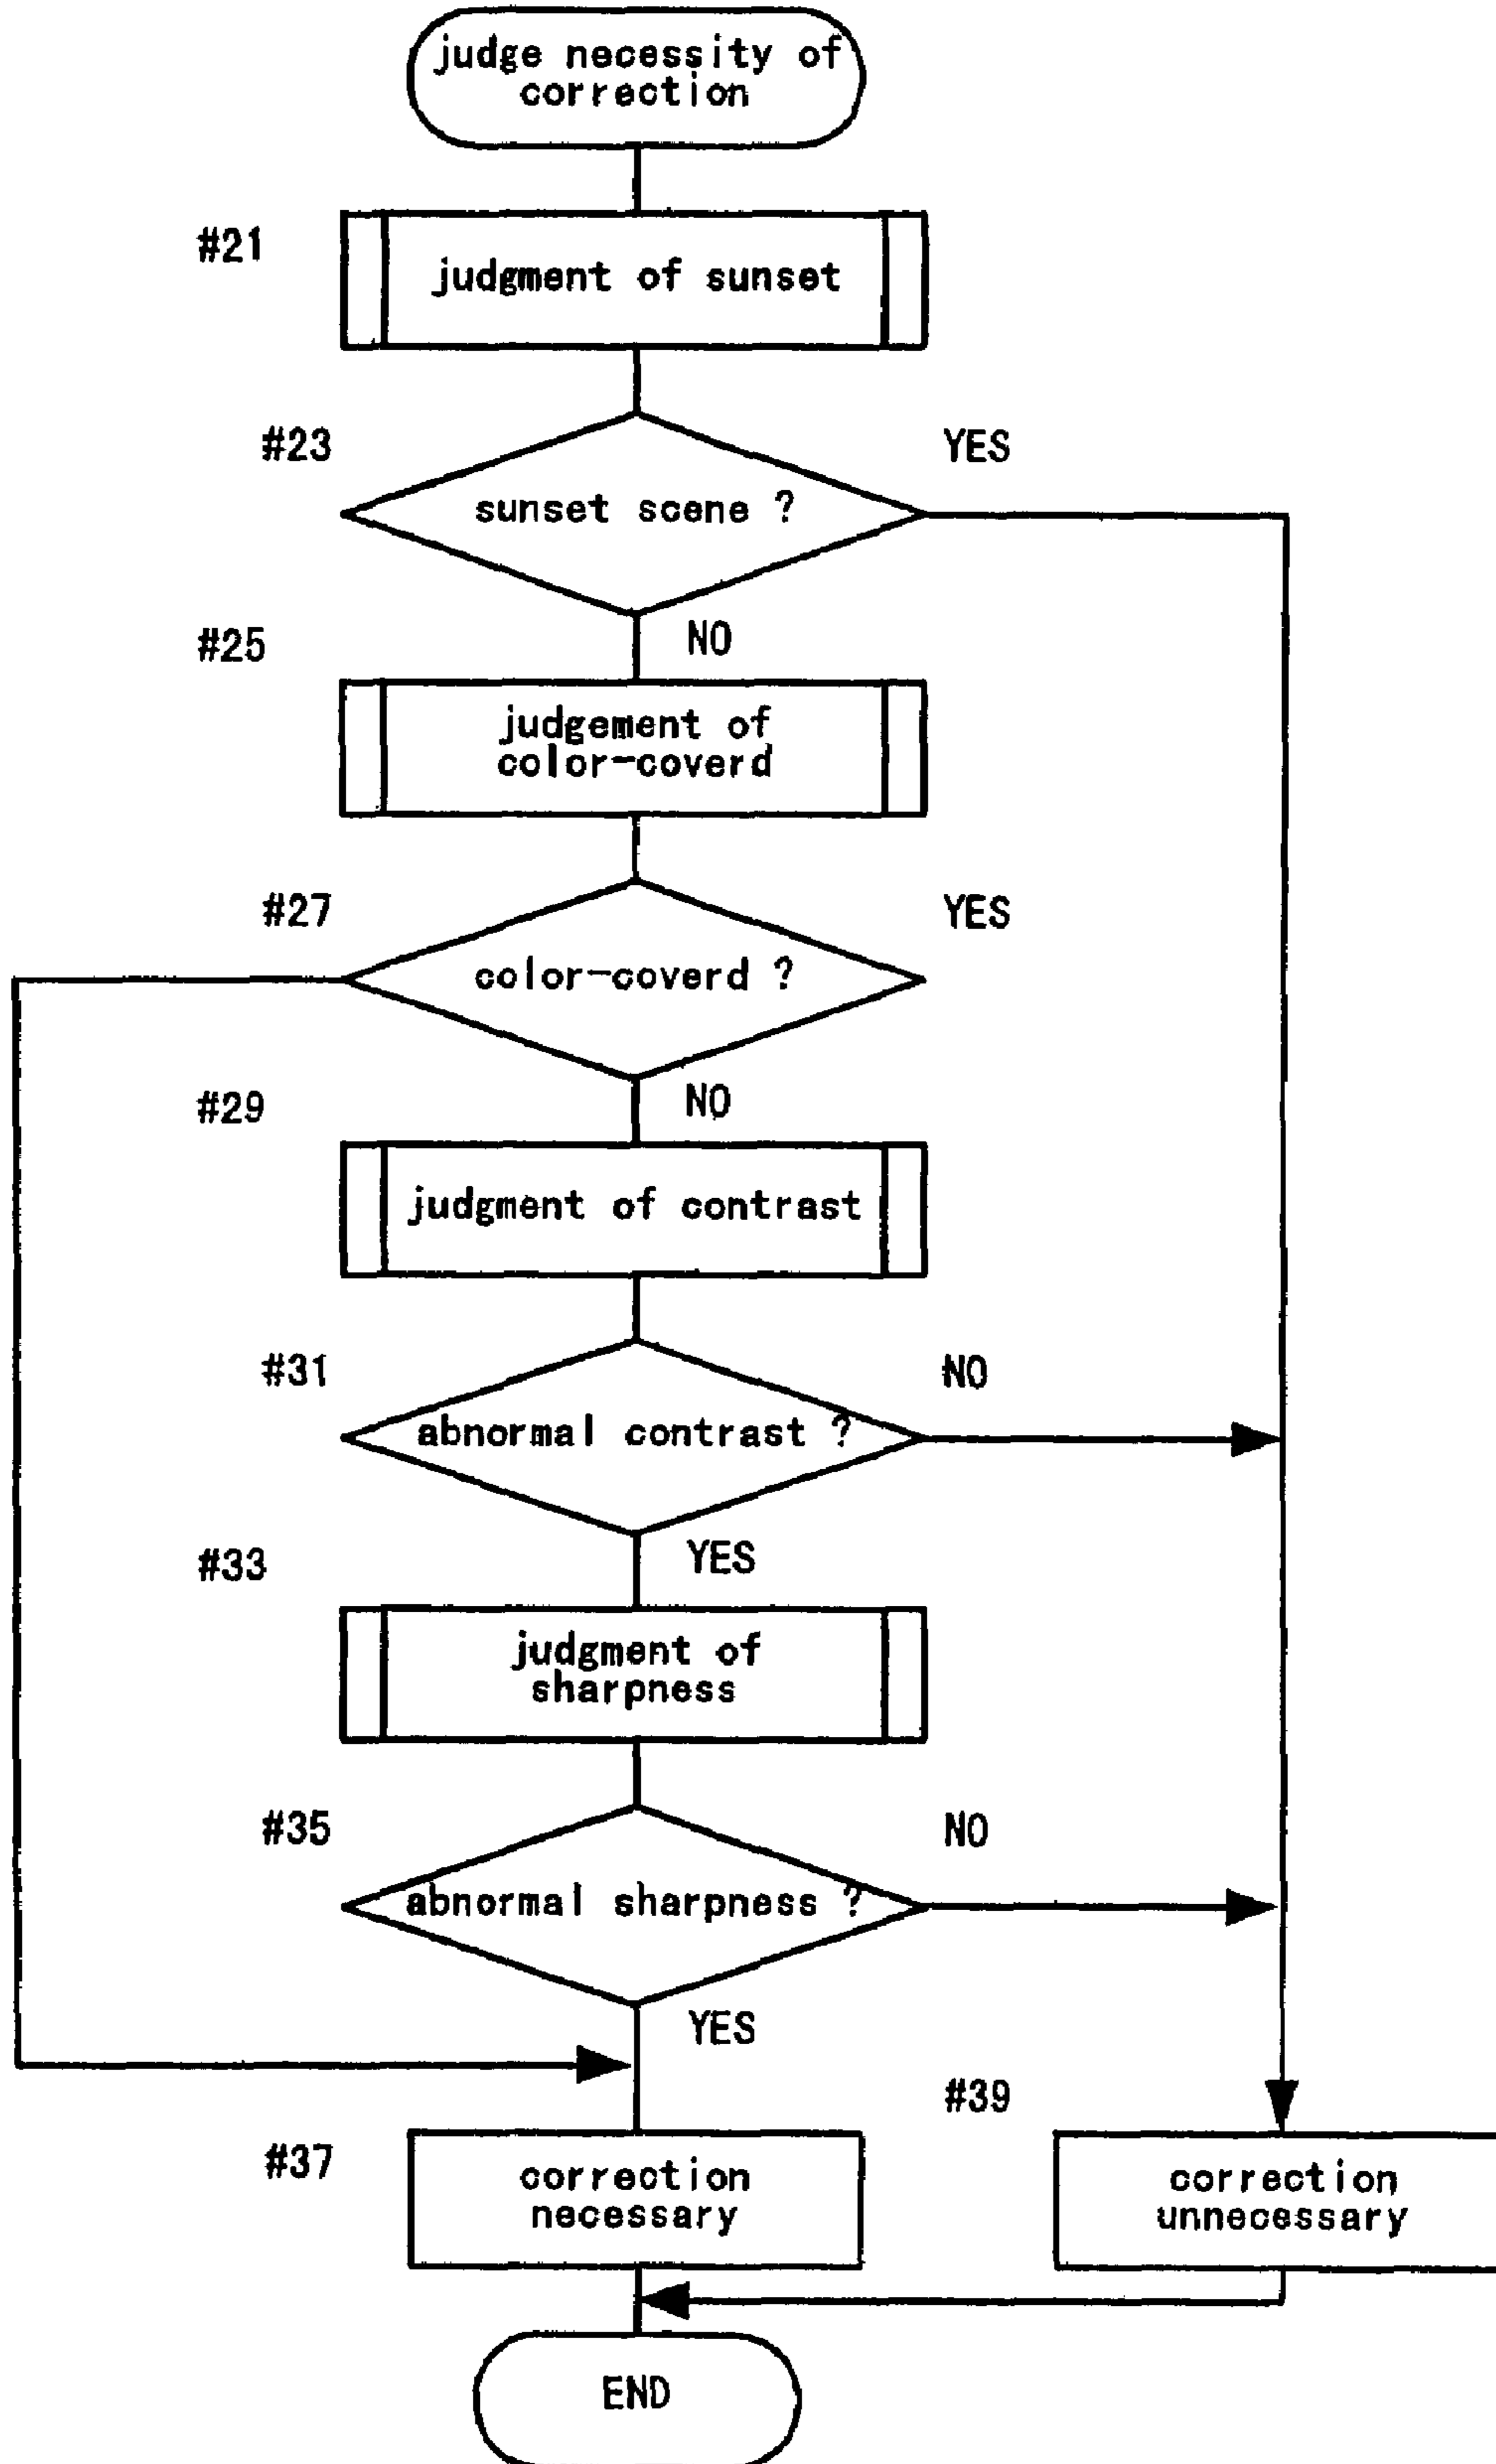 judge necessity of
correction
#21
judgment of sunset
#23
YES
sunset scene ?
#25
NO
judgement of
color-coverd
#27
YES
color-coverd ?
#29
NO
judgment of contrast
#31
NO
abnormal contrast ?
#33
YES
judgment of
sharpness
#35
NO
abnormal sharpness ?
YES
#39
#37
correction
necessary
correction
unnecessary
END